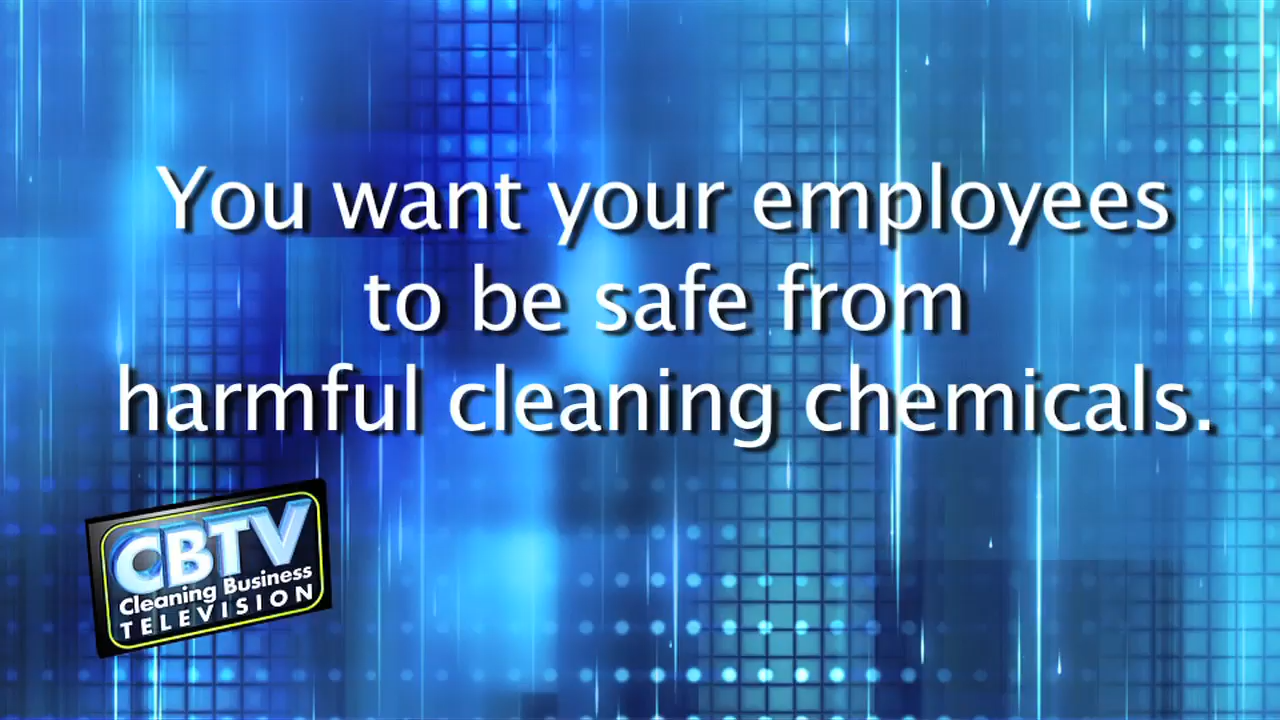 You want your employees
to be safe from
harmful cleaning chemicals.
CBTV
Cleaning Business
TELEVISION